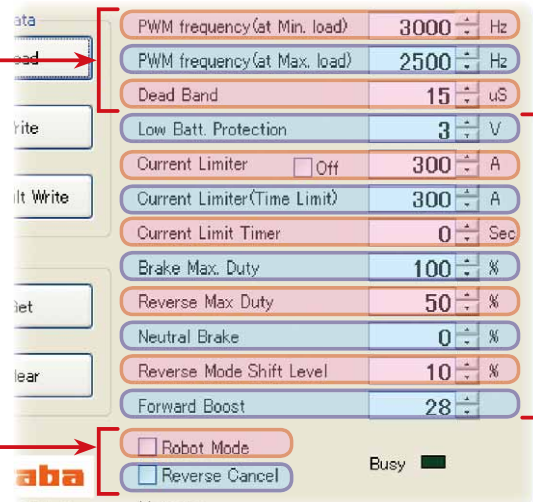 ata
PWM frequency(at Min. load) 3000 Hz
PWM frequency(at Max. load) 2500 Hz
Dead Band 15 uS
rite
Low Batt. Protection 3 V
Current Limiter Off 300 A
lt Write
Current Limiter(Time Limit) 300 A
Current Limit Timer 0 Sec
Brake Max. Duty 100 %
Reverse Max Duty 50 %
Neutral Brake 0 %
Reverse Mode Shift Level 10 %
lear
Forward Boost 28
Robot Mode
Busy
aba
Reverse Cancel